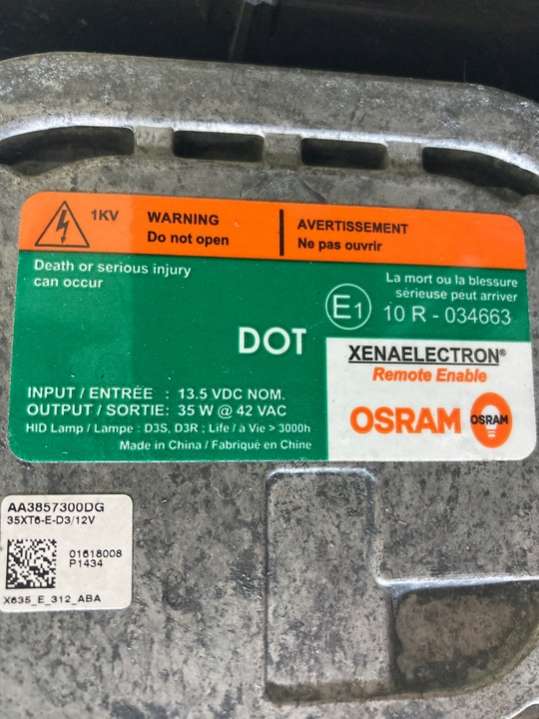 1KV
WARNING
Do not open
AVERTISSEMENT
Ne pas ouvrir
Death or serious injury
can occur
La mort ou la blessure
sérieuse peut arriver
E1
10 R - 034663
DOT
XENAELECTRON®
Remote Enable
OSRAM
OSRAM
INPUT / ENTRÉE : 13.5 VDC NOM.
OUTPUT / SORTIE: 35 W @ 42 VAC
HID Lamp / Lampe : D3S, D3R ; Life / à Vie > 3000h
Made in China / Fabriqué en Chine
AA3857300DG
35XT6-E-D3/12V
01618008
P1434
X635_E_312_ABA